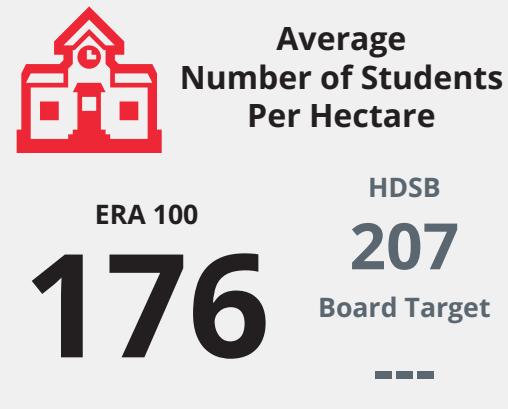 Average
Number of Students
Per Hectare
ERA 100
176
HDSB
207
Board Target
---